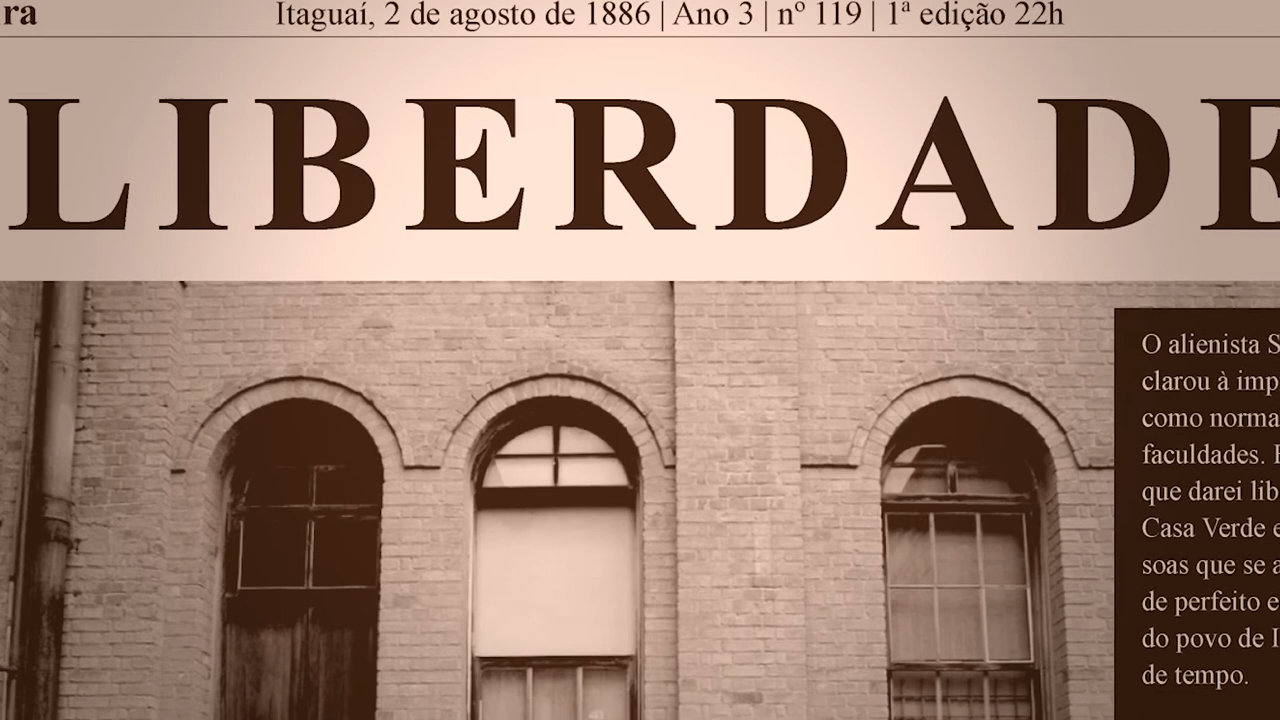 ra Itaguaí, 2 de agosto de 1886 | Ano 3 | nº 119 | 1ª edição 22h
LIBERDADE
O alienista S
clarou à imp
como norma
faculdades. E
que darei lib
Casa Verde e
soas que se a
de perfeito e
do povo de I
de tempo.